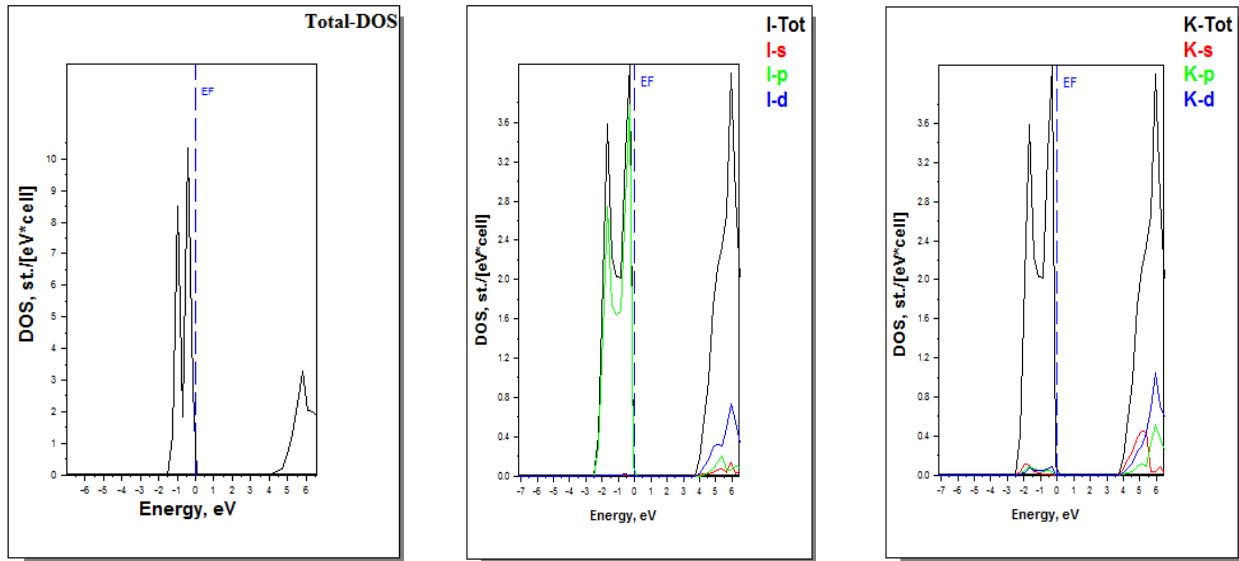 Total-DOS
EF
DOS, st./[eV*cell]
10
9
8
7
6
5
4
3
2
1
0
-6 -5 -4 -3 -2 -1 0 1 2 3 4 5 6
Energy, eV
I-Tot
I-s
I-p
I-d
EF
DOS, st./[eV*cell]
3.6
3.2
2.8
2.4
2.0
1.6
1.2
0.8
0.4
0.0
-7 -6 -5 -4 -3 -2 -1 0 1 2 3 4 5 6
Energy, eV
K-Tot
K-s
K-p
K-d
EF
DOS, st./[eV*cell]
3.6
3.2
2.8
2.4
2.0
1.6
1.2
0.8
0.4
0.0
-7 -6 -5 -4 -3 -2 -1 0 1 2 3 4 5 6
Energy, eV